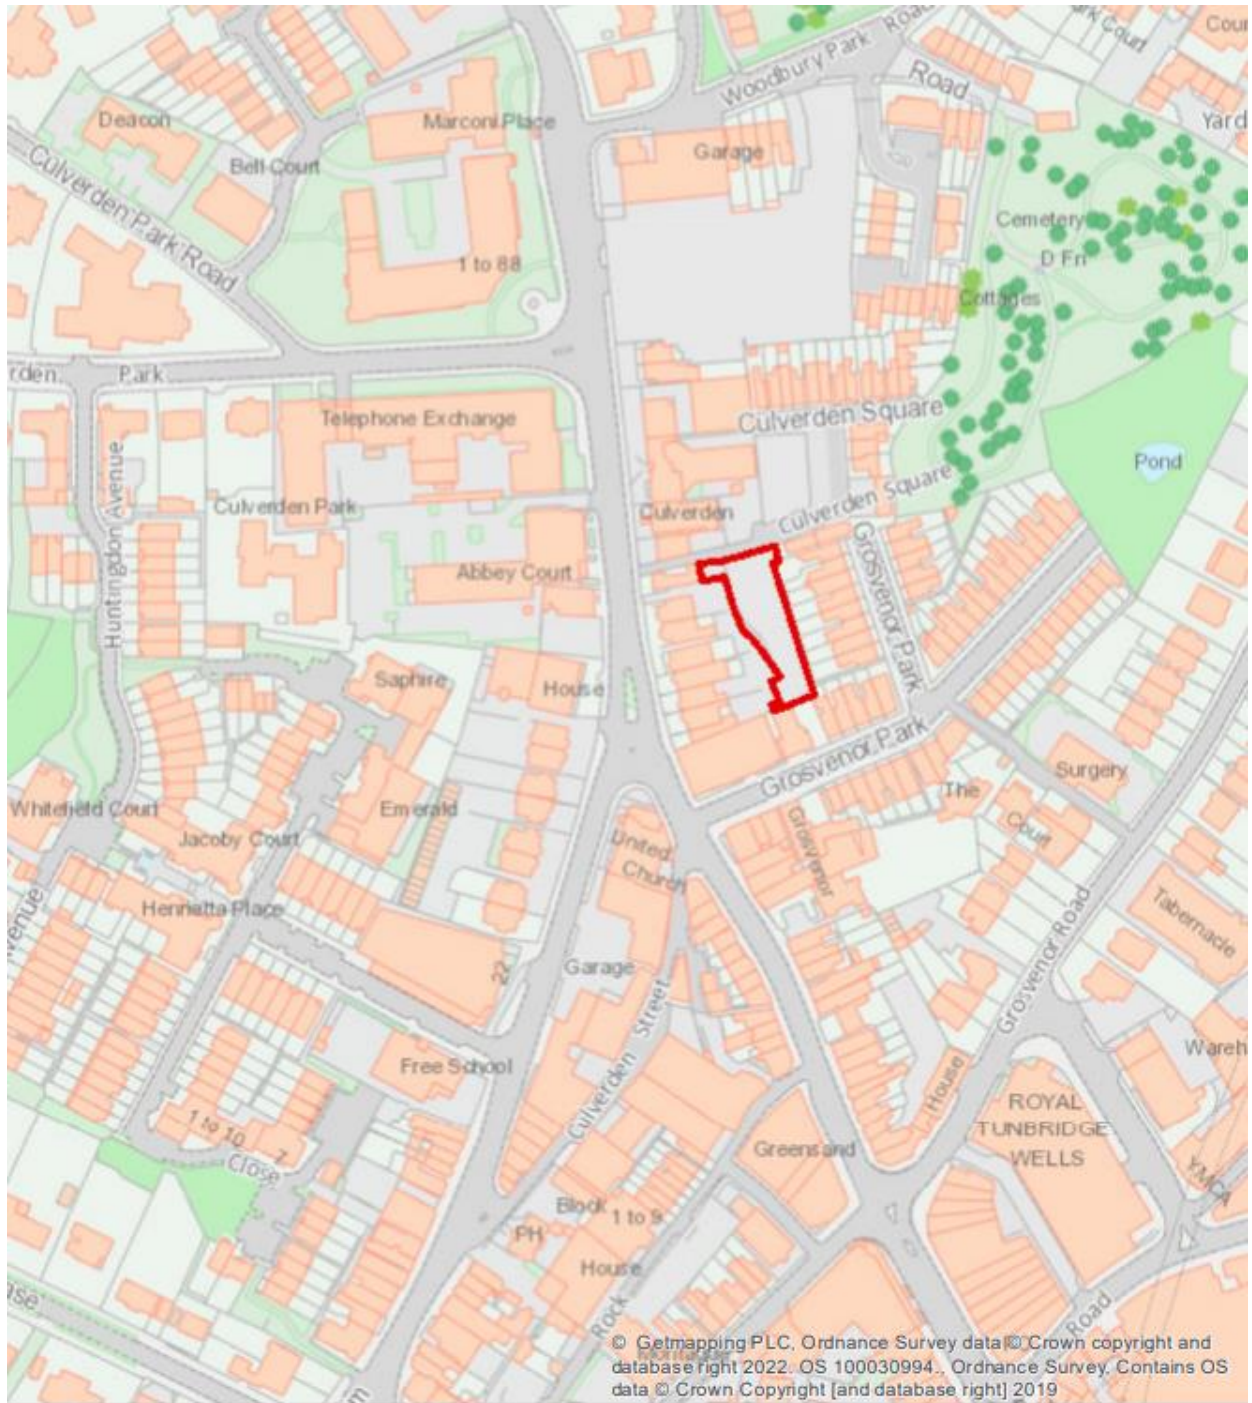 Road
Woodbury Park
Road
Yard
Deacon
Marconi Place
Garage
Bell Court
Culverden Park Road
Cemetery
D Fn
1 to 88
Cottages
rden
Park
Telephone Exchange
Culverden Square
Pond
Huntingdon Avenue
Culverden Park
Culverden
Culverden Square
Abbey Court
Grosvenor Park
Saphire
House
Grosvenor Park
Surgery
The
Court
Whitefield Court
Emerald
Jacoby Court
Grosvenor
United
Church
Henrietta Place
venue
Tabernacle
22
Garage
Grosvenor Road
Culverden Street
Free School
Wareh
House
ROYAL
TUNBRIDGE
WELLS
1 to 10
7
Close
Greensand
YMCA
Block
1 to 9
PH
House
Rock
Road
© Getmapping PLC, Ordnance Survey data © Crown copyright and
database right 2022. OS 100030994.. Ordnance Survey, Contains OS
data © Crown Copyright [and database right] 2019